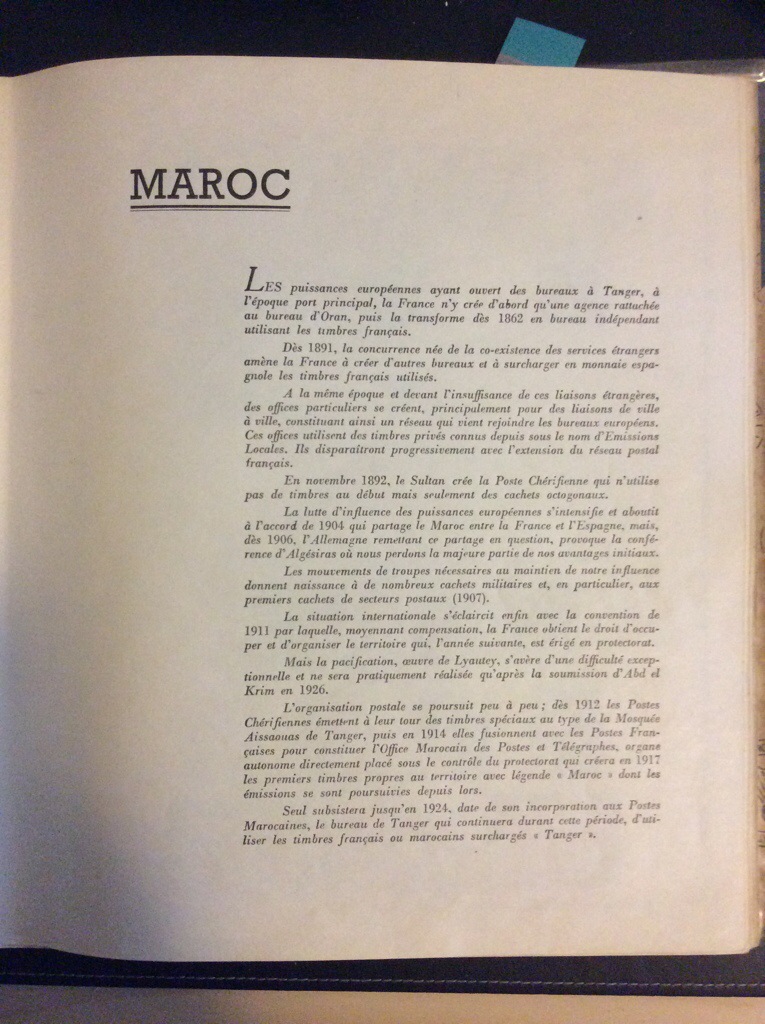 MAROC
LES puissances européennes ayant ouvert des bureaux à Tanger, à
l'époque port principal, la France n'y crée d'abord qu'une agence rattachée
au bureau d'Oran, puis la transforme dès 1862 en bureau indépendant
utilisant les timbres français.
Dès 1891, la concurrence née de la co-existence des services étrangers
amène la France à créer d'autres bureaux et à surcharger en monnaie espa-
gnole les timbres français utilisés.
A la même époque et devant l'insuffisance de ces liaisons étrangères,
des offices particuliers se créent, principalement pour des liaisons de ville
à ville, constituant ainsi un réseau qui vient rejoindre les bureaux européens.
Ces offices utilisent des timbres privés connus depuis sous le nom d'Emissions
Locales. Ils disparaîtront progressivement avec l'extension du réseau postal
français.
En novembre 1892, le Sultan crée la Poste Chérifienne qui n'utilise
pas de timbres au début mais seulement des cachets octogonaux.
La lutte d'influence des puissances européennes s'intensifie et aboutit
à l'accord de 1904 qui partage le Maroc entre la France et l'Espagne, mais,
dès 1906, l'Allemagne remettant ce partage en question, provoque la confé-
rence d'Algésiras où nous perdons la majeure partie de nos avantages initiaux.
Les mouvements de troupes nécessaires au maintien de notre influence
donnent naissance à de nombreux cachets militaires et, en particulier, aux
premiers cachets de secteurs postaux (1907).
La situation internationale s'éclaircit enfin avec la convention de
1911 par laquelle, moyennant compensation, la France obtient le droit d'occu-
per et d'organiser le territoire qui, l'année suivante, est érigé en protectorat.
Mais la pacification, œuvre de Lyautey, s'avère d'une difficulté excep-
tionnelle et ne sera pratiquement réalisée qu'après la soumission d'Abd el
Krim en 1926.
L'organisation postale se poursuit peu à peu ; dès 1912 les Postes
Chérifiennes émettent à leur tour des timbres spéciaux au type de la Mosquée
Aissaouas de Tanger, puis en 1914 elles fusionnent avec les Postes Fran-
çaises pour constituer l'Office Marocain des Postes et Télégraphes, organe
autonome directement placé sous le contrôle du protectorat qui créera en 1917
les premiers timbres propres au territoire avec légende « Maroc » dont les
émissions se sont poursuivies depuis lors.
Seul subsistera jusqu'en 1924, date de son incorporation aux Postes
Marocaines, le bureau de Tanger qui continuera durant cette période, d'uti-
liser les timbres français ou marocains surchargés « Tanger ».